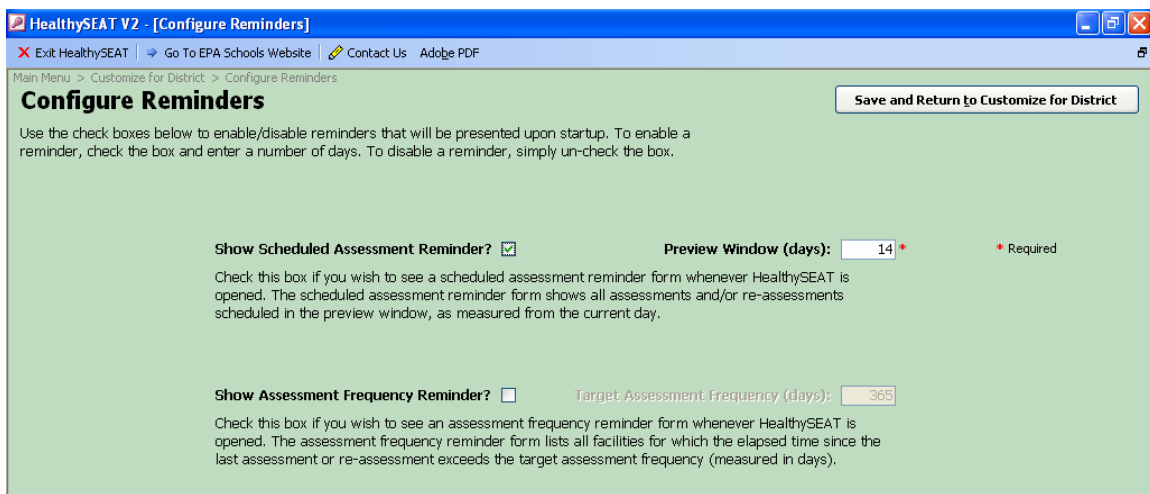 HealthySEAT V2 - [Configure Reminders]
Exit HealthySEAT Go To EPA Schools Website Contact Us Adobe PDF
Main Menu > Customize for District > Configure Reminders
Configure Reminders
Save and Return to Customize for District
Use the check boxes below to enable/disable reminders that will be presented upon startup. To enable a
reminder, check the box and enter a number of days. To disable a reminder, simply un-check the box.
Show Scheduled Assessment Reminder? Preview Window (days): 14 * * Required
Check this box if you wish to see a scheduled assessment reminder form whenever HealthySEAT is
opened. The scheduled assessment reminder form shows all assessments and/or re-assessments
scheduled in the preview window, as measured from the current day.
Show Assessment Frequency Reminder? Target Assessment Frequency (days): 365
Check this box if you wish to see an assessment frequency reminder form whenever HealthySEAT is
opened. The assessment frequency reminder form lists all facilities for which the elapsed time since the
last assessment or re-assessment exceeds the target assessment frequency (measured in days).